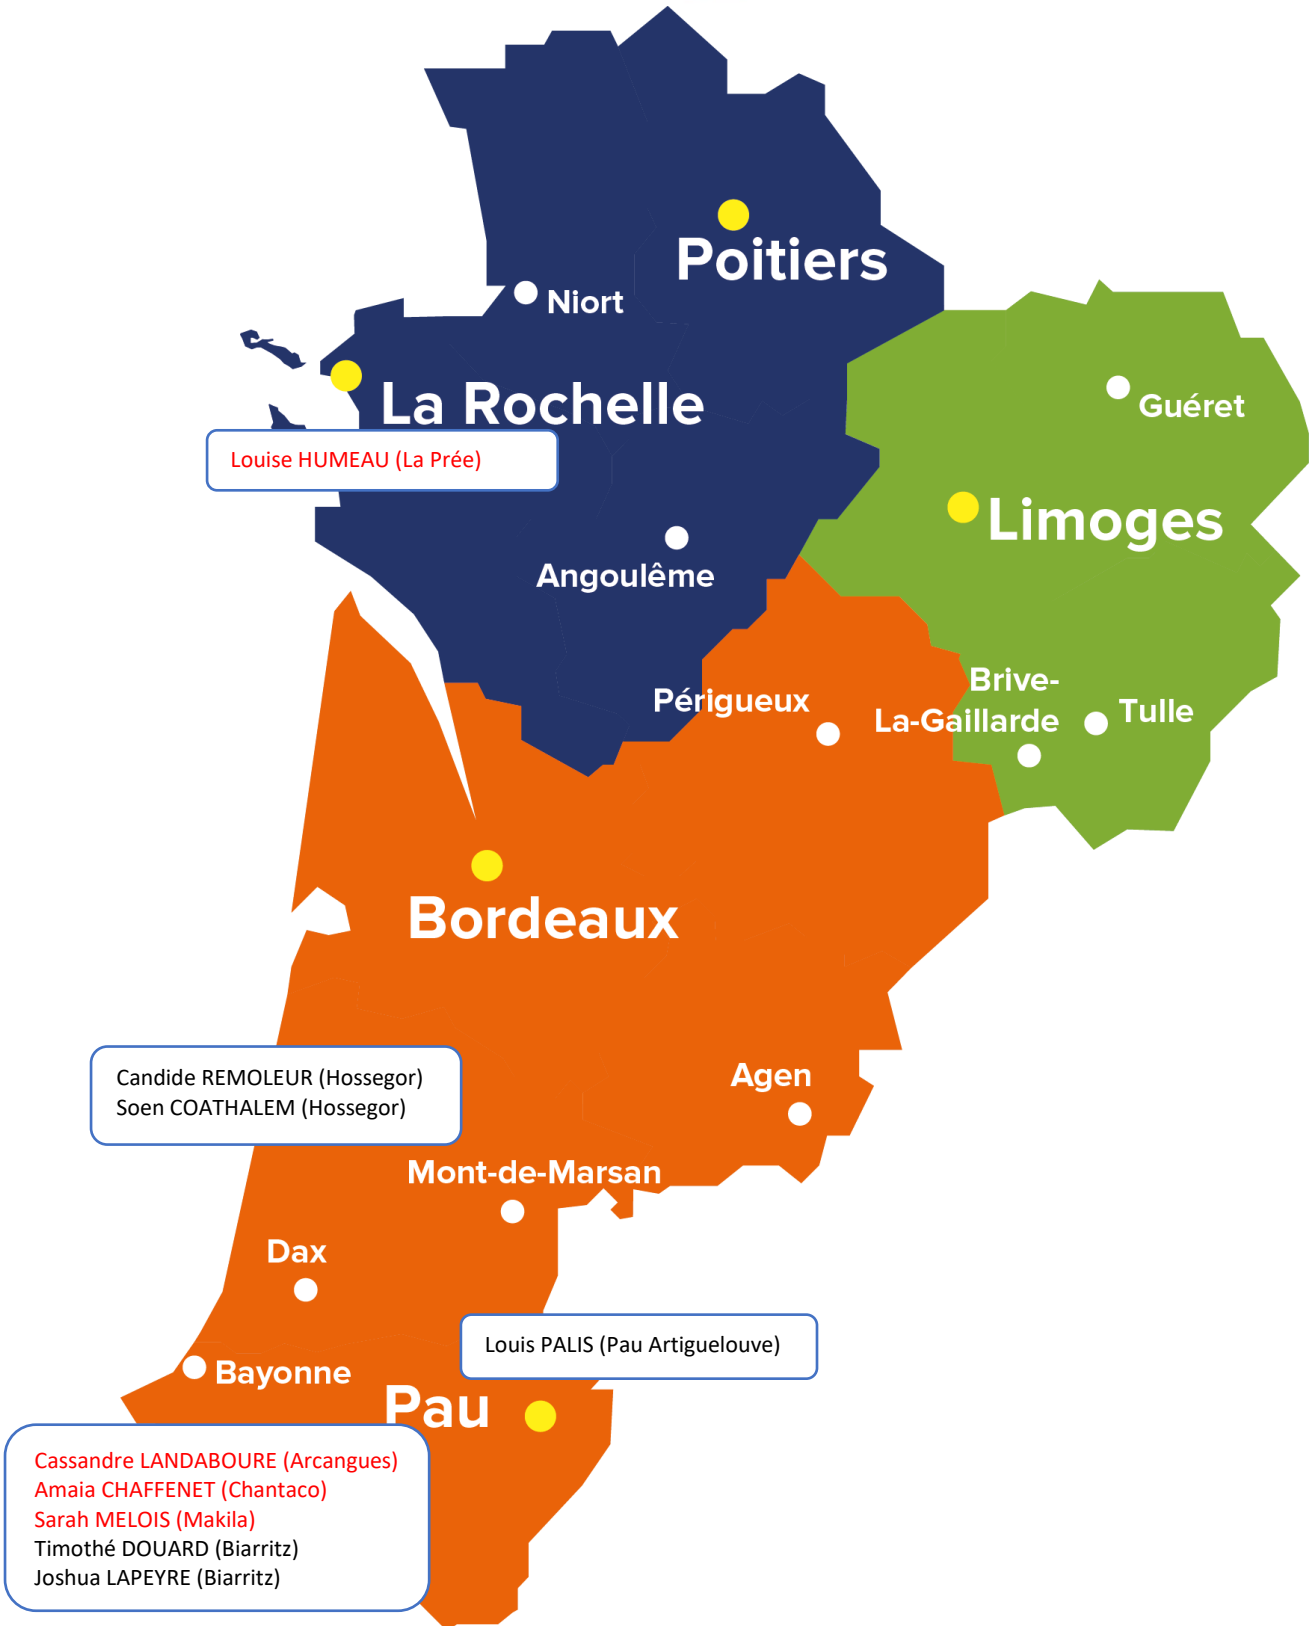 Poitiers
Niort
La Rochelle
Guéret
Louise HUMEAU (La Prée)
Limoges
Angoulême
Périgueux
Brive-
La-Gaillarde
Tulle
Bordeaux
Candide REMOLEUR (Hossegor)
Soen COATHALEM (Hossegor)
Agen
Mont-de-Marsan
Dax
Louis PALIS (Pau Artiguelouve)
Bayonne
Pau
Cassandre LANDABOURE (Arcangues)
Amaia CHAFFENET (Chantaco)
Sarah MELOIS (Makila)
Timothé DOUARD (Biarritz)
Joshua LAPEYRE (Biarritz)